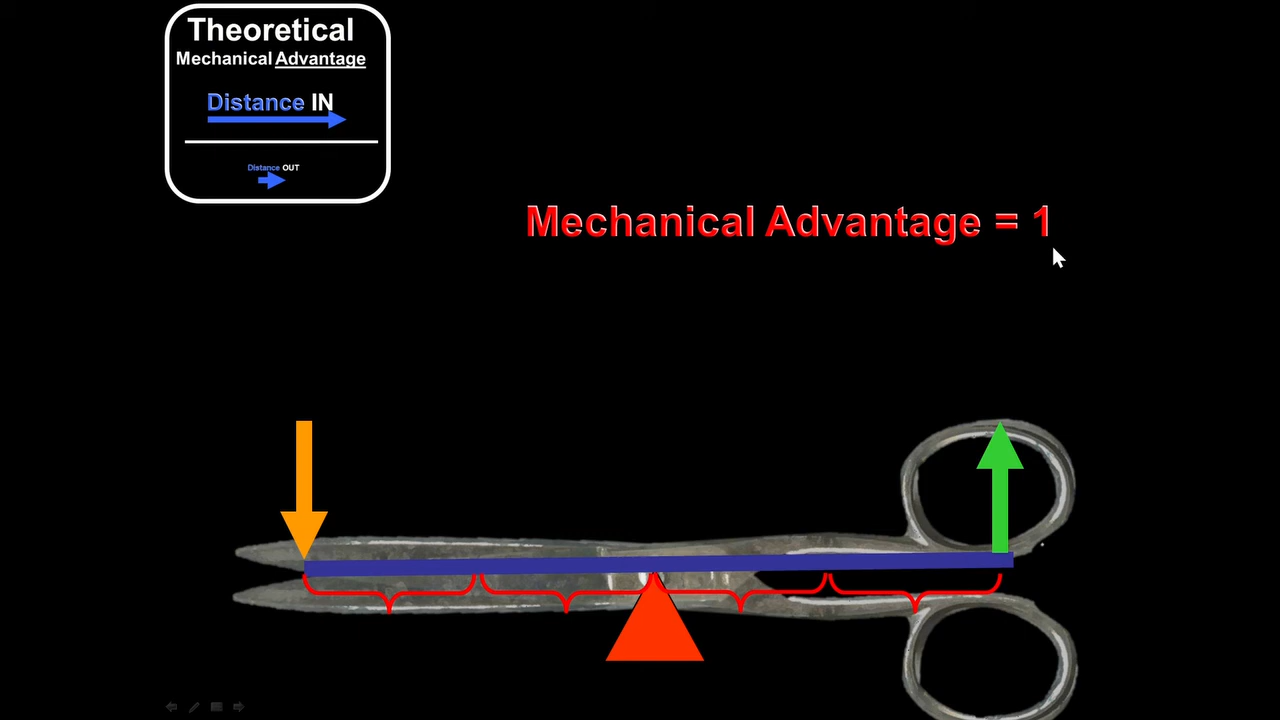 Theoretical
Mechanical Advantage
Distance IN
Distance OUT
Mechanical Advantage = 1